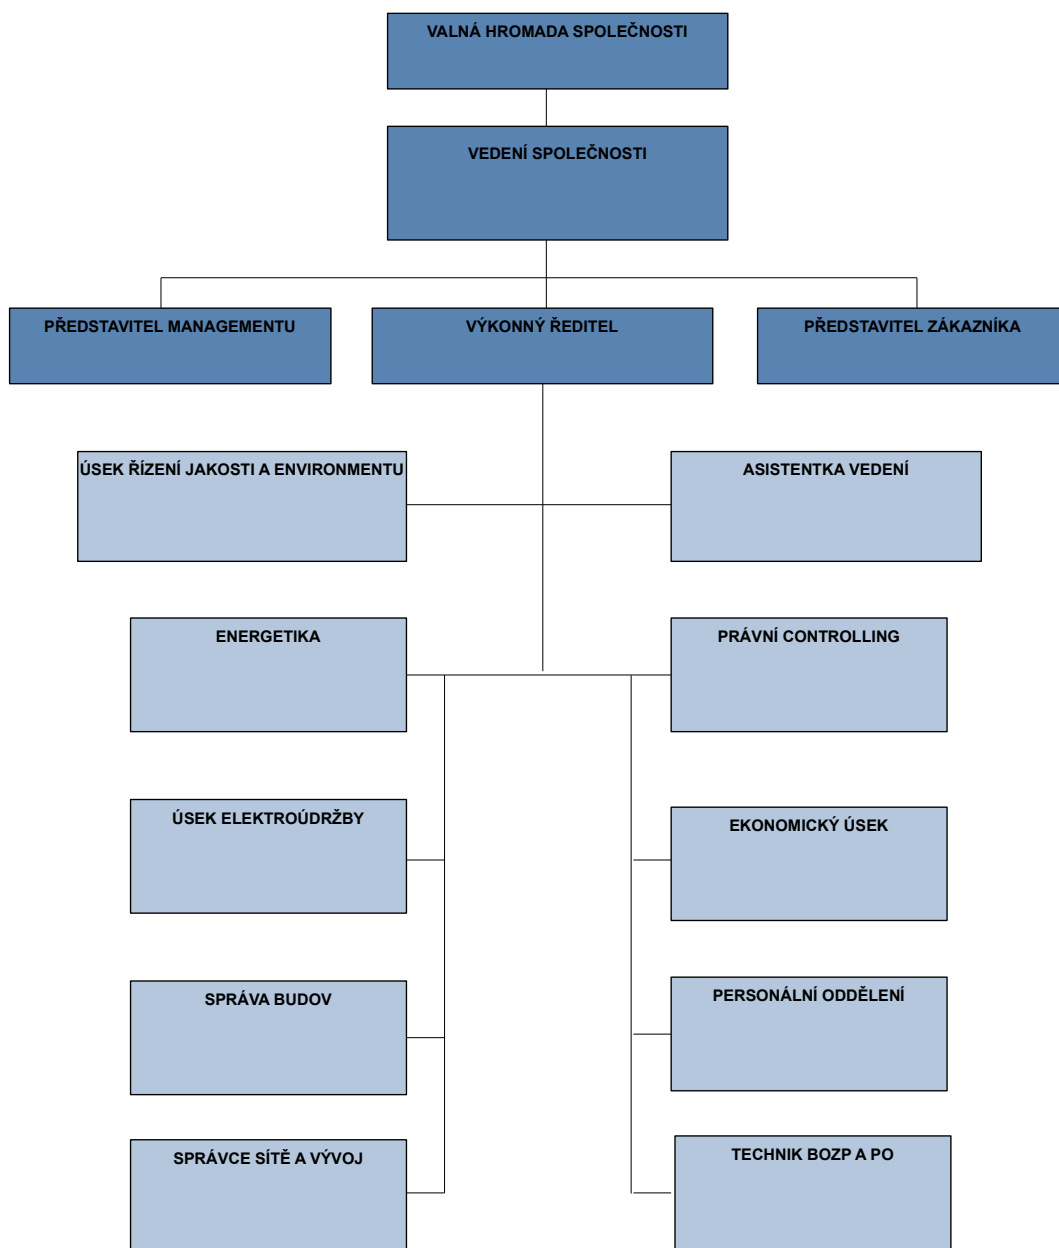 VALNÁ HROMADA SPOLEČNOSTI
VEDENÍ SPOLEČNOSTI
PŘEDSTAVITEL MANAGEMENTU
VÝKONNÝ ŘEDITEL
PŘEDSTAVITEL ZÁKAZNÍKA
ÚSEK ŘÍZENÍ JAKOSTI A ENVIRONMENTU
ASISTENTKA VEDENÍ
ENERGETIKA
PRÁVNÍ CONTROLLING
ÚSEK ELEKTROÚDRŽBY
EKONOMICKÝ ÚSEK
SPRÁVA BUDOV
PERSONÁLNÍ ODDĚLENÍ
SPRÁVCE SÍTĚ A VÝVOJ
TECHNIK BOZP A PO